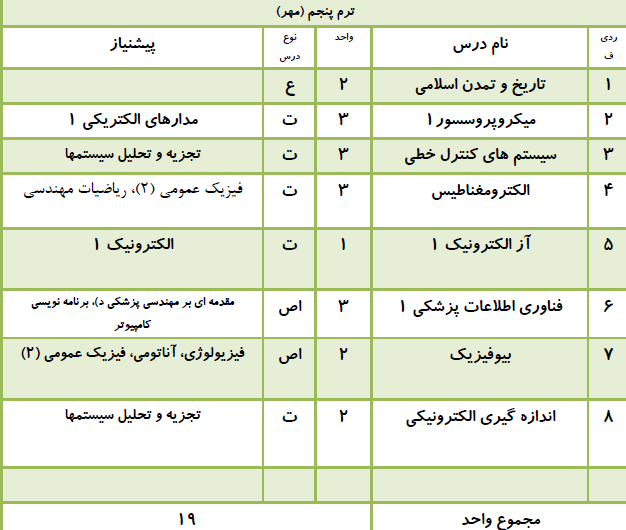 ترم پنجم (مهر)
ردی
ف
نام درس
واحد
نوع
درس
پیشنیاز
۱ تاریخ و تمدن اسلامی ۲ ع
۲ میکروپروسسور۱ ۳ ت مدارهای الکتریکی ۱
۳ سیستم های کنترل خطی ۳ ت تجزیه و تحلیل سیستمها
۴ الکترومغناطیس ۳ ت فیزیک عمومی (۲)، ریاضیات مهندسی
۵ آز الکترونیک ۱ ۱ ت الکترونیک ۱
۶ فناوری اطلاعات پزشکی ۱ ۳ اص مقدمه ای بر مهندسی پزشکی د)، برنامه نویسی
کامپیوتر
۷ بیوفیزیک ۲ اص فیزیولوژی، آناتومی، فیزیک عمومی (۲)
۸ اندازه گیری الکترونیکی ۲ ت تجزیه و تحلیل سیستمها
مجموع واحد ۱۹